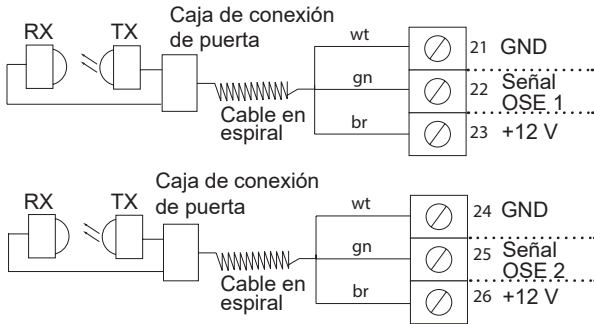 RX TX
Caja de conexión
de puerta
Cable en
espiral
wt
gn
br
21 GND
22 Señal
OSE 1
23 +12 V
RX TX
Caja de conexión
de puerta
Cable en
espiral
wt
gn
br
24 GND
25 Señal
OSE 2
26 +12 V